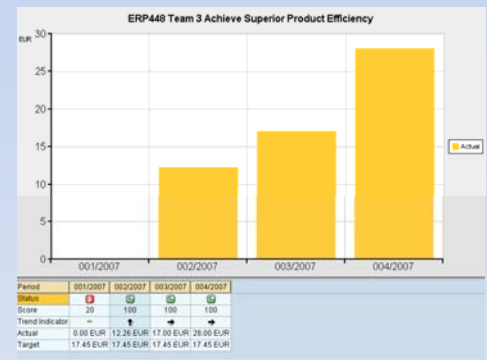 ERP448 Team 3 Achieve Superior Product Efficiency
EUR 30
25
20
15
10
5
0
001/2007 002/2007 003/2007 004/2007
Actual
Period 001/2007 002/2007 003/2007 004/2007
Status
Score 20 100 100 100
Trend Indicator
Actual 0.00 EUR 12.26 EUR 17.00 EUR 28.00 EUR
Target 17.45 EUR 17.45 EUR 17.45 EUR 17.45 EUR